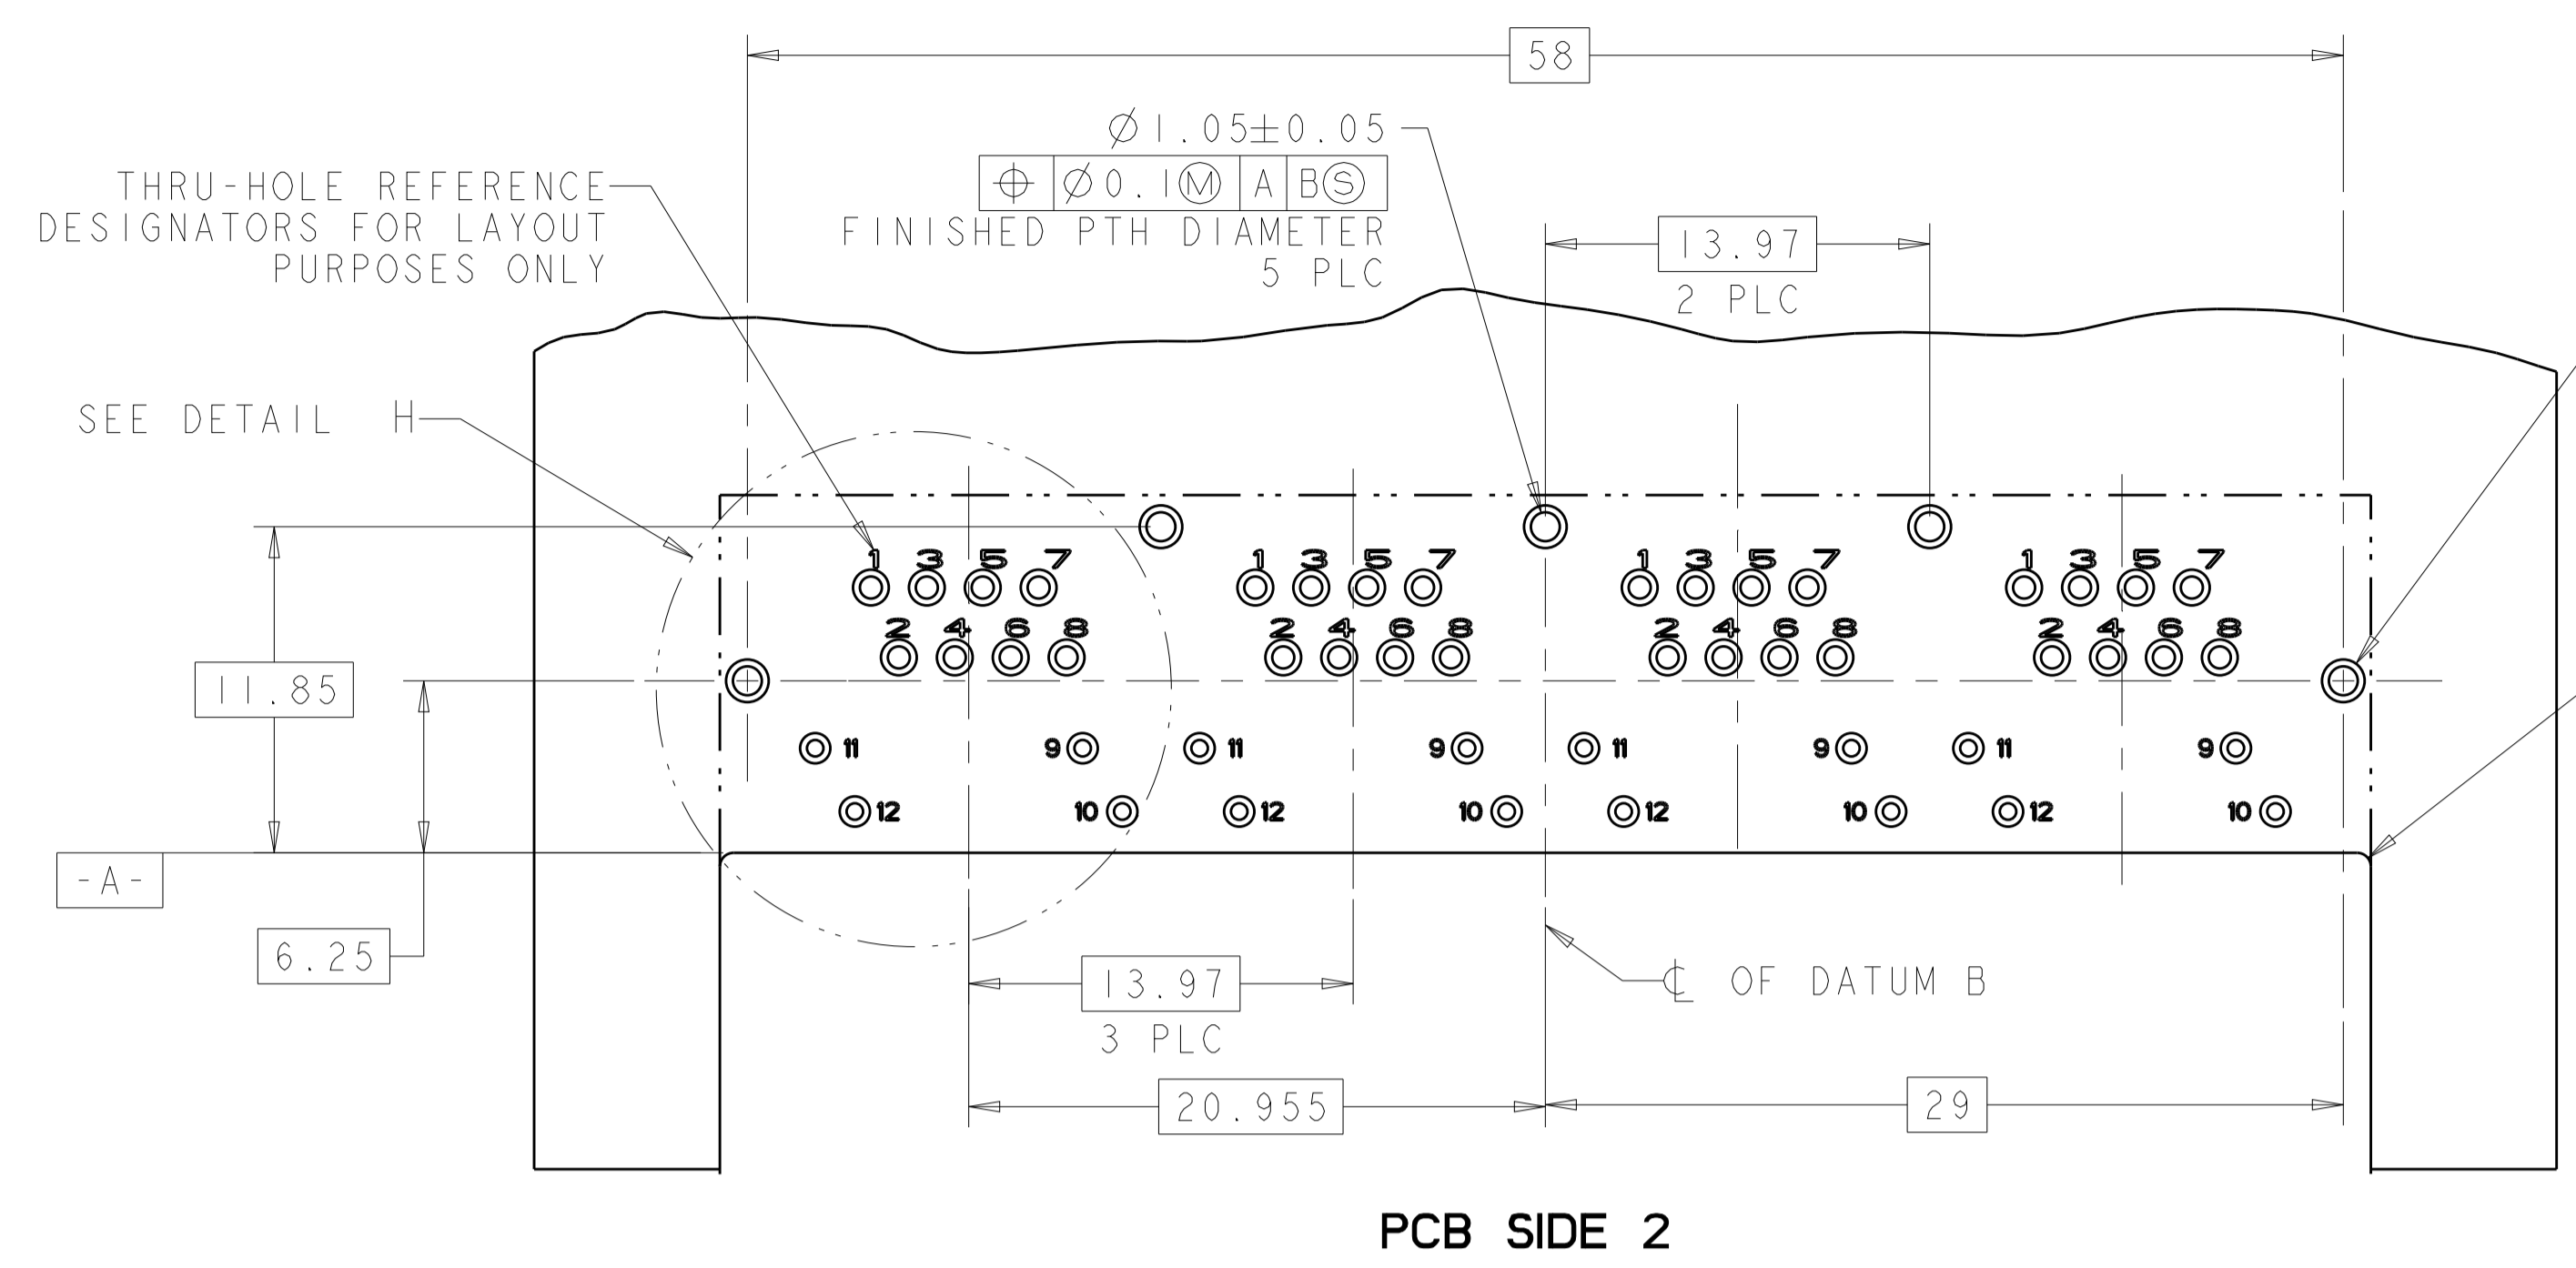 58
⌀1.05±0.05
⌖ ⌀0.1Ⓜ A BⓈ
FINISHED PTH DIAMETER
5 PLC
THRU-HOLE REFERENCE
DESIGNATORS FOR LAYOUT
PURPOSES ONLY
13.97
2 PLC
SEE DETAIL H
1 3 5 7 1 3 5 7 1 3 5 7 1 3 5 7
2 4 6 8 2 4 6 8 2 4 6 8 2 4 6 8
11.85
11 9 11 9 11 9 11 9
12 10 12 10 12 10 12 10
-A-
6.25
13.97
3 PLC
℄ OF DATUM B
20.955
29
PCB SIDE 2